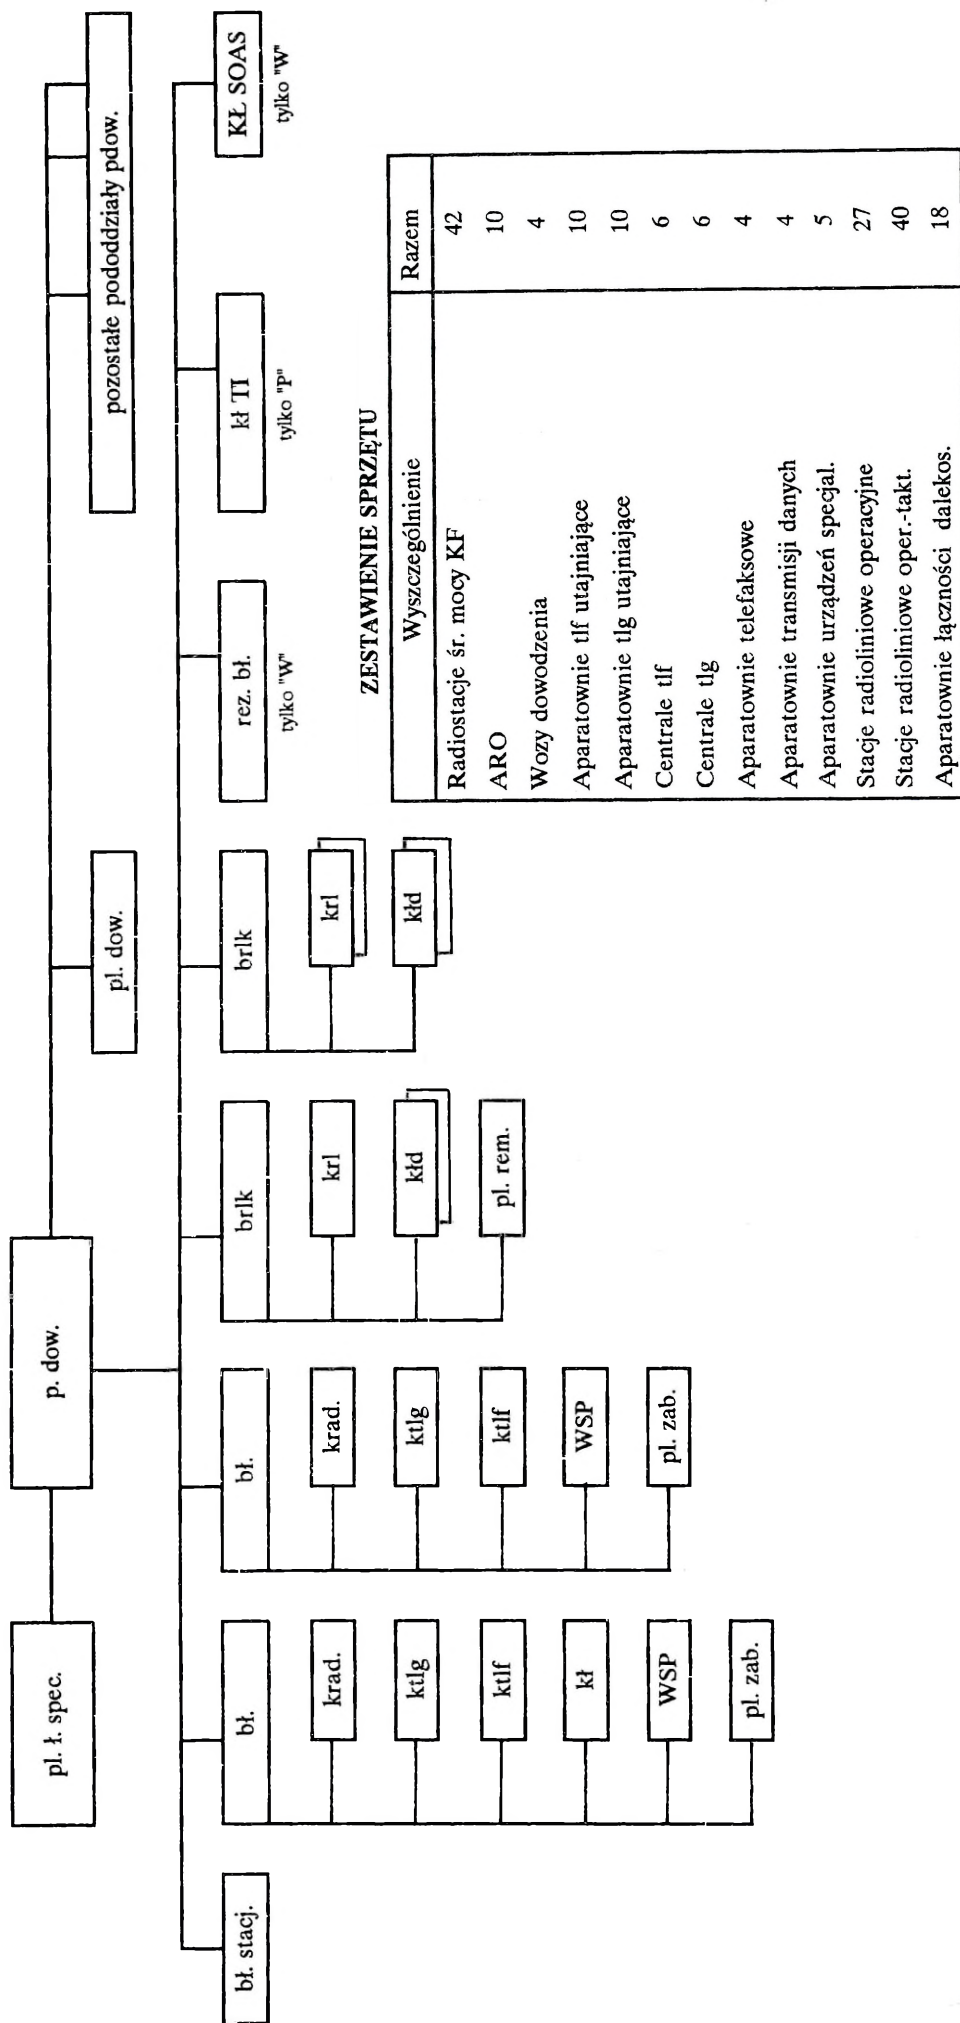 pl. ł. spec.
p. dow.
pl. dow.
pozostałe pododdziały pdow.
bł. stacj.
bł.
krad.
ktlg
ktlf
kł
WSP
pl. zab.
bł.
krad.
ktlg
ktlf
WSP
pl. zab.
brlk
krl
kłd
pl. rem.
brlk
krl
kłd
rez. bł.
tylko "W"
kł TI
tylko "P"
KŁ SOAS
tylko "W"
ZESTAWIENIE SPRZĘTU
Wyszczególnienie Razem
Radiostacje śr. mocy KF 42
ARO 10
Wozy dowodzenia 4
Aparatownie tlf utajniające 10
Aparatownie tlg utajniające 10
Centrale tlf 6
Centrale tlg 6
Aparatownie telefaksowe 4
Aparatownie transmisji danych 4
Aparatownie urządzeń specjal. 5
Stacje radioliniowe operacyjne 27
Stacje radioliniowe oper.-takt. 40
Aparatownie łączności dalekos. 18